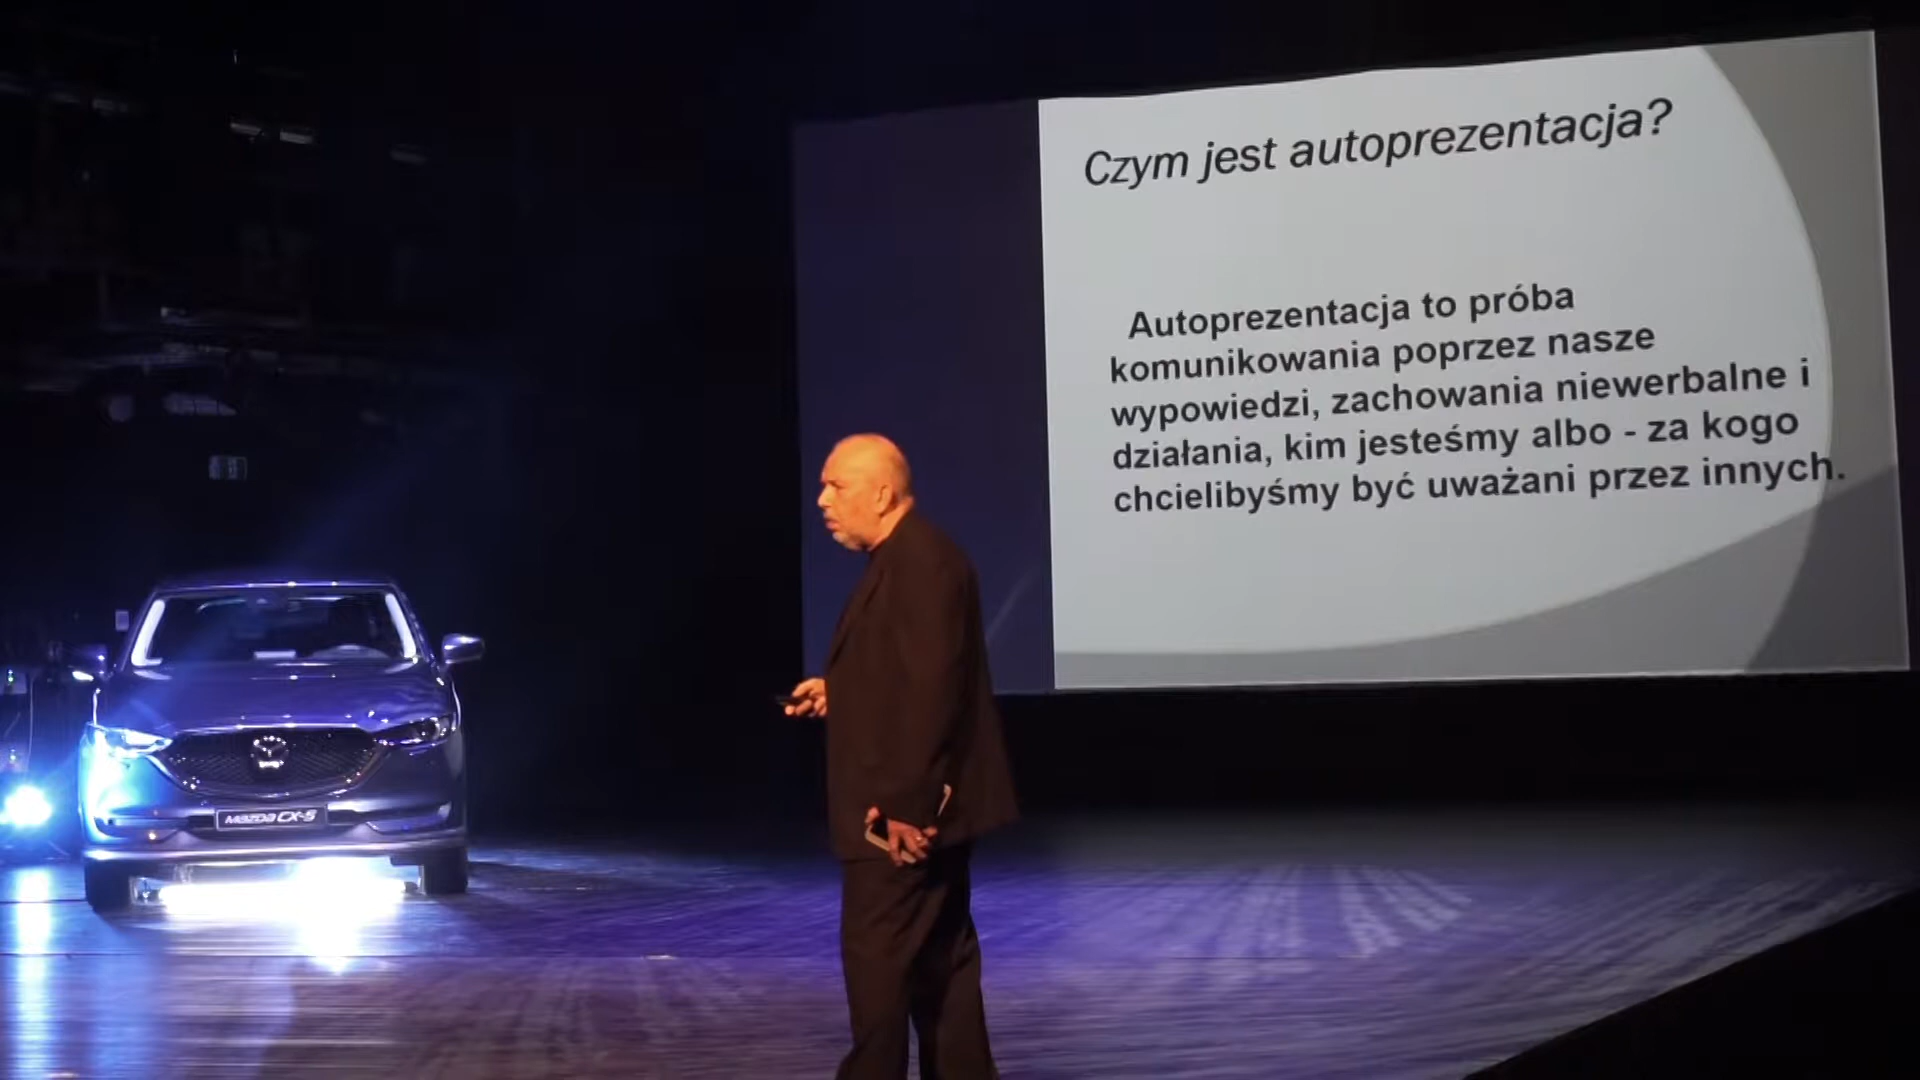 Czym jest autoprezentacja?
Autoprezentacja to próba
komunikowania poprzez nasze
wypowiedzi, zachowania niewerbalne i
działania, kim jesteśmy albo - za kogo
chcielibyśmy być uważani przez innych.
MAZDA CX-5